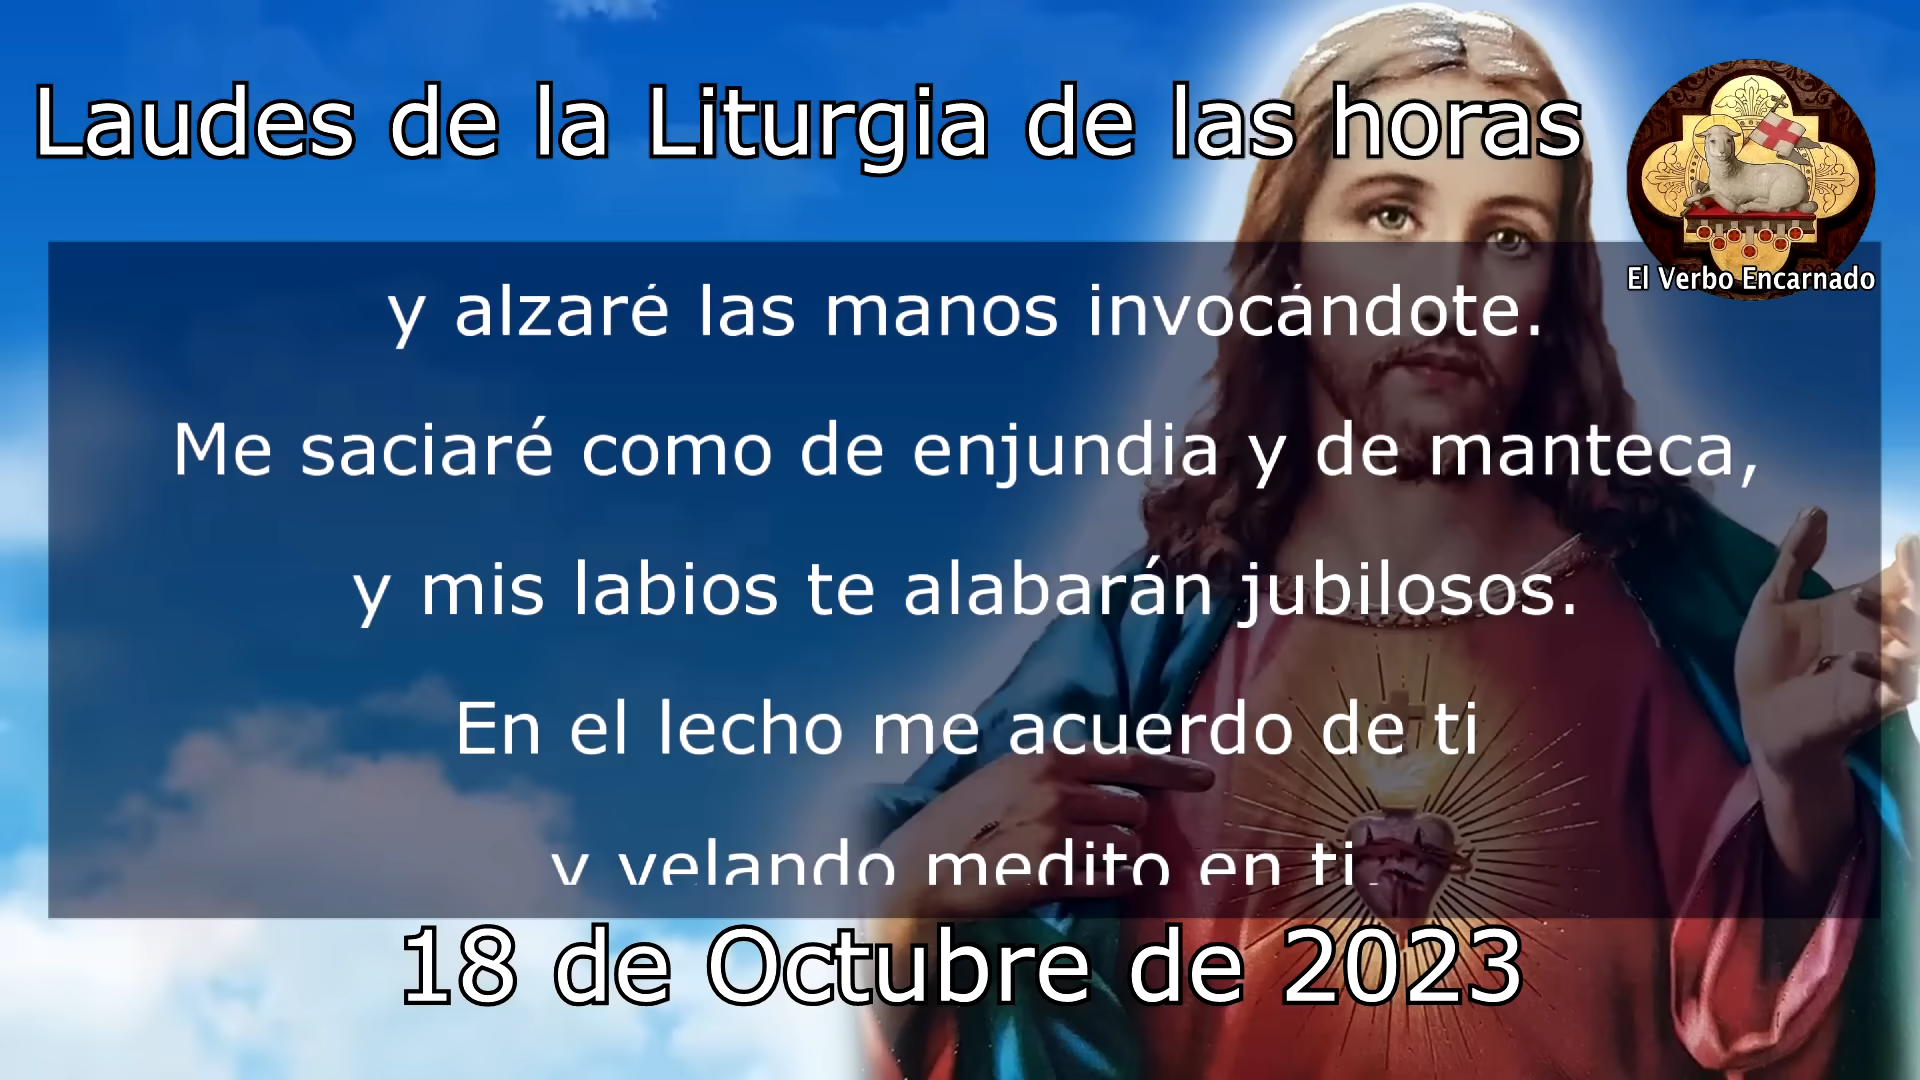 Laudes de la Liturgia de las horas
El Verbo Encarnado
y alzaré las manos invocándote.
Me saciaré como de enjundia y de manteca,
y mis labios te alabarán jubilosos.
En el lecho me acuerdo de ti
y velando medito en ti,
18 de Octubre de 2023